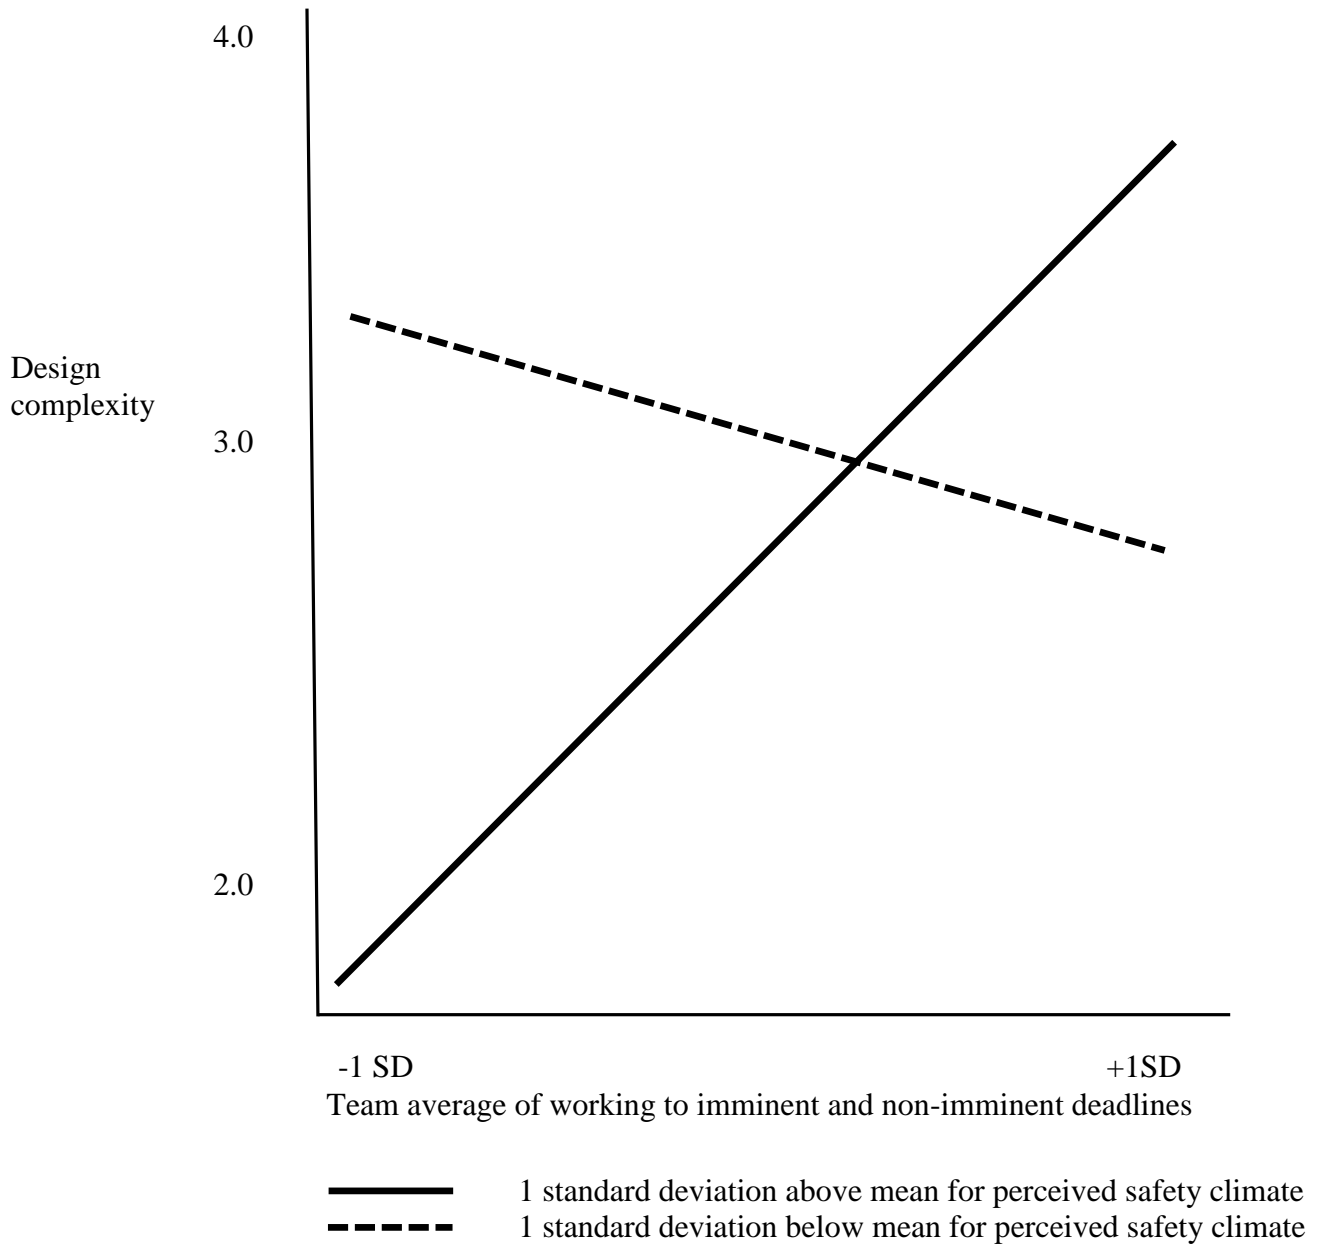 4.0
Design
complexity
3.0
2.0
-1 SD
+1SD
Team average of working to imminent and non-imminent deadlines
1 standard deviation above mean for perceived safety climate
1 standard deviation below mean for perceived safety climate